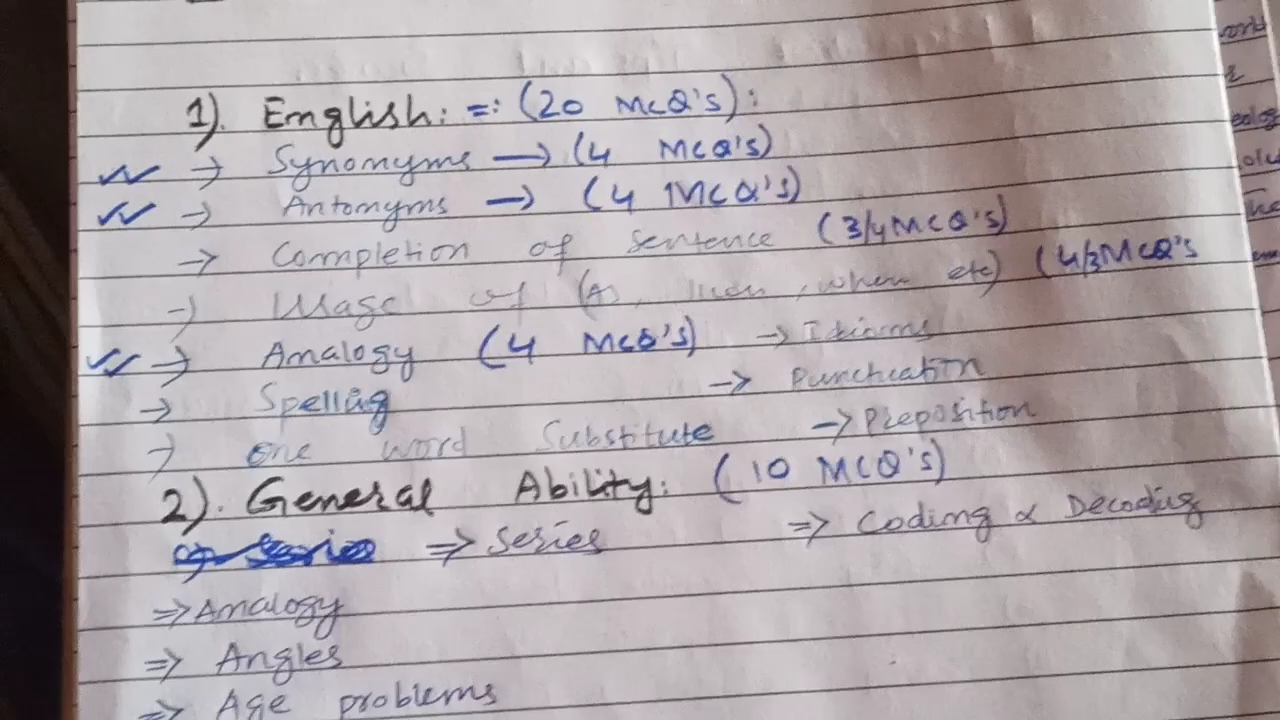 1). English: =: (20 MCQ's):
→ Synonyms → (4 MCQ's)
→ Antonyms → (4 MCQ's)
→ Completion of sentence (3/4 MCQ's)
→ Usage of (A, , when etc) (4/3 MCQ's
→ Analogy (4 MCQ's) → Idioms
→ Spelling → Punctuation
→ One word Substitute → Preposition
2). General Ability: (10 MCQ's)
⇒ Series ⇒ Coding & Decoding
⇒ Analogy
⇒ Angles
⇒ Age problems